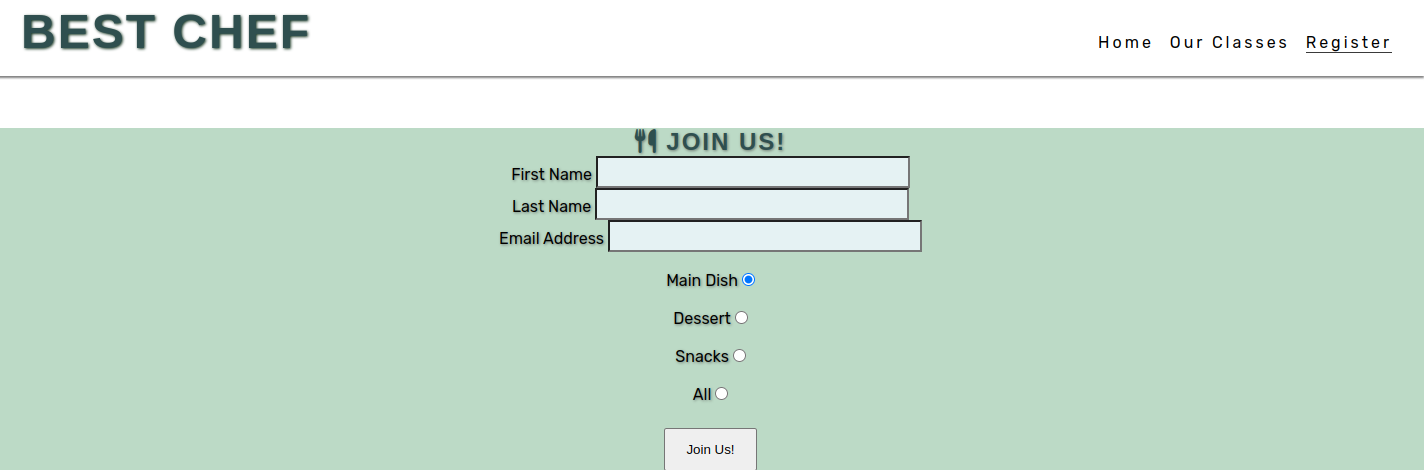 BEST CHEF
Home Our Classes Register
JOIN US!
First Name
Last Name
Email Address
Main Dish
Dessert
Snacks
All
Join Us!